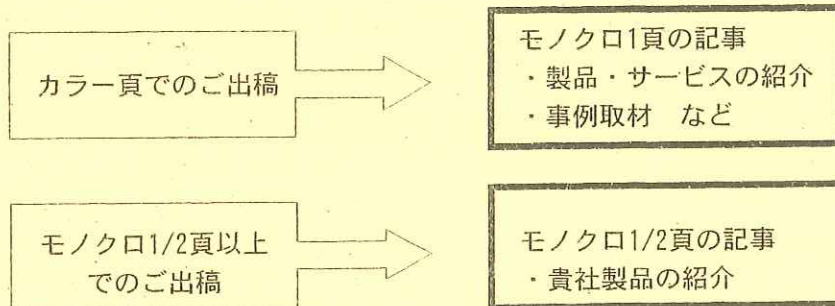 カラー頁でのご出稿
モノクロ1頁の記事
・製品・サービスの紹介
・事例取材　など
モノクロ1/2頁以上
でのご出稿
モノクロ1/2頁の記事
・貴社製品の紹介